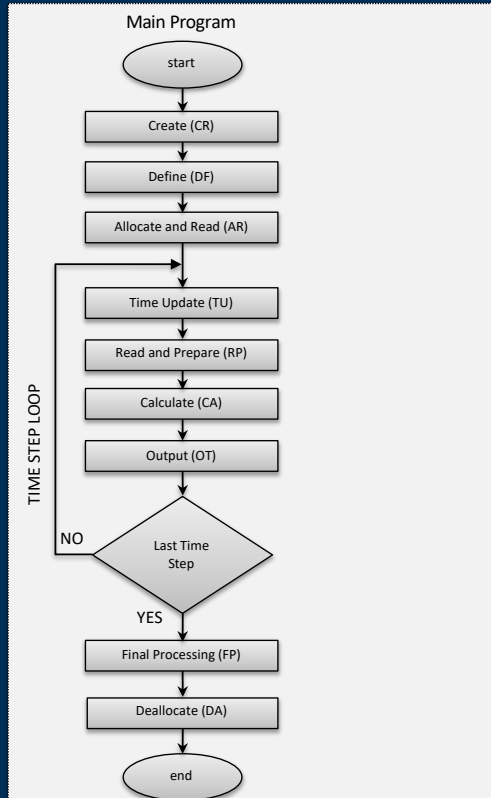 Main Program
start
Create (CR)
Define (DF)
Allocate and Read (AR)
Time Update (TU)
Read and Prepare (RP)
Calculate (CA)
Output (OT)
TIME STEP LOOP
NO
Last Time
Step
YES
Final Processing (FP)
Deallocate (DA)
end